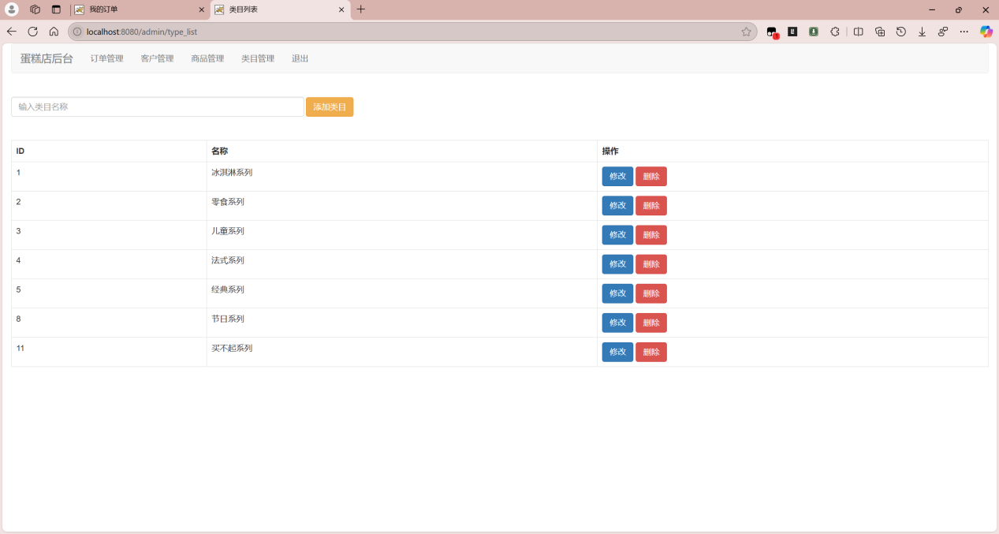 我的订单
类目列表
localhost:8080/admin/type_list
1
蛋糕店后台 订单管理 客户管理 商品管理 类目管理 退出
输入类目名称 添加类目
ID 名称 操作
1 冰淇淋系列 修改 删除
2 零食系列 修改 删除
3 儿童系列 修改 删除
4 法式系列 修改 删除
5 经典系列 修改 删除
8 节日系列 修改 删除
11 买不起系列 修改 删除